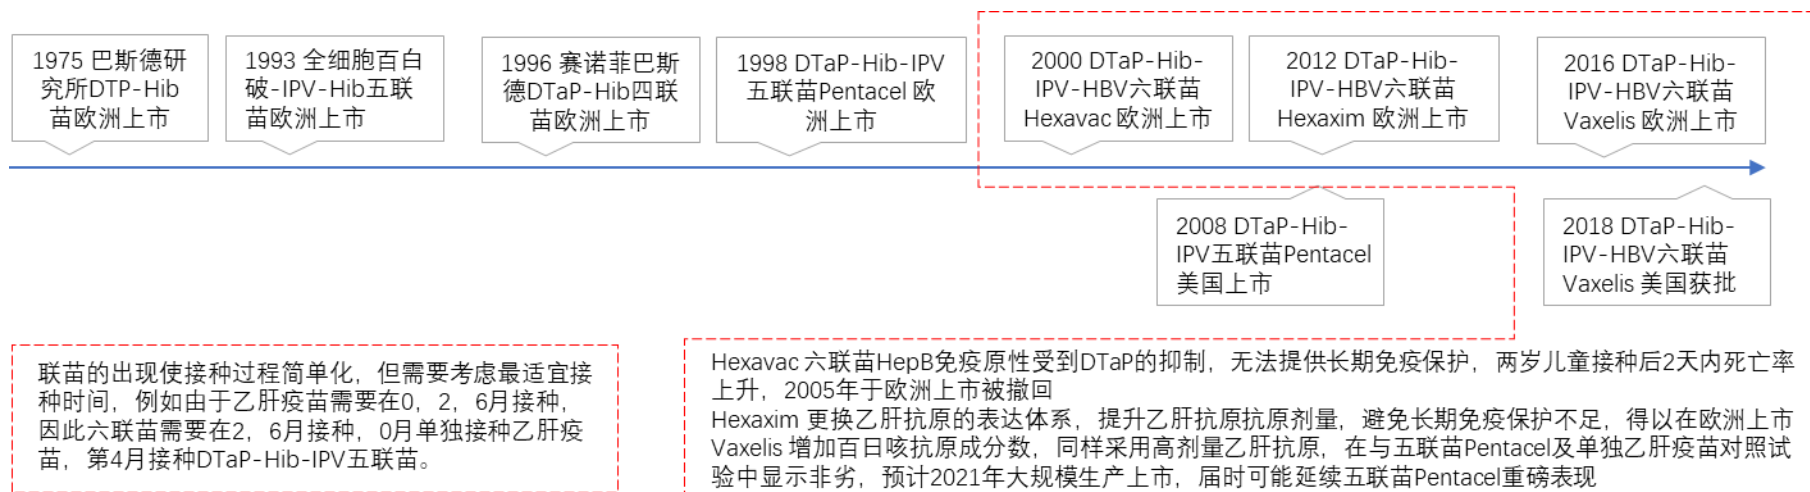 1975 巴斯德研
究所DTP-Hib
苗欧洲上市
1993 全细胞百白
破-IPV-Hib五联
苗欧洲上市
1996 赛诺菲巴斯
德DTaP-Hib四联
苗欧洲上市
1998 DTaP-Hib-IPV
五联苗Pentacel 欧
洲上市
2000 DTaP-Hib-
IPV-HBV六联苗
Hexavac 欧洲上市
2012 DTaP-Hib-
IPV-HBV六联苗
Hexaxim 欧洲上市
2016 DTaP-Hib-
IPV-HBV六联苗
Vaxelis 欧洲上市
2008 DTaP-Hib-
IPV五联苗Pentacel
美国上市
2018 DTaP-Hib-
IPV-HBV六联苗
Vaxelis 美国获批
联苗的出现使接种过程简单化，但需要考虑最适宜接
种时间，例如由于乙肝疫苗需要在0，2，6月接种，
因此六联苗需要在2，6月接种，0月单独接种乙肝疫
苗，第4月接种DTaP-Hib-IPV五联苗。
Hexavac 六联苗HepB免疫原性受到DTaP的抑制，无法提供长期免疫保护，两岁儿童接种后2天内死亡率
上升，2005年于欧洲上市被撤回
Hexaxim 更换乙肝抗原的表达体系，提升乙肝抗原抗原剂量，避免长期免疫保护不足，得以在欧洲上市
Vaxelis 增加百日咳抗原成分数，同样采用高剂量乙肝抗原，在与五联苗Pentacel及单独乙肝疫苗对照试
验中显示非劣，预计2021年大规模生产上市，届时可能延续五联苗Pentacel重磅表现